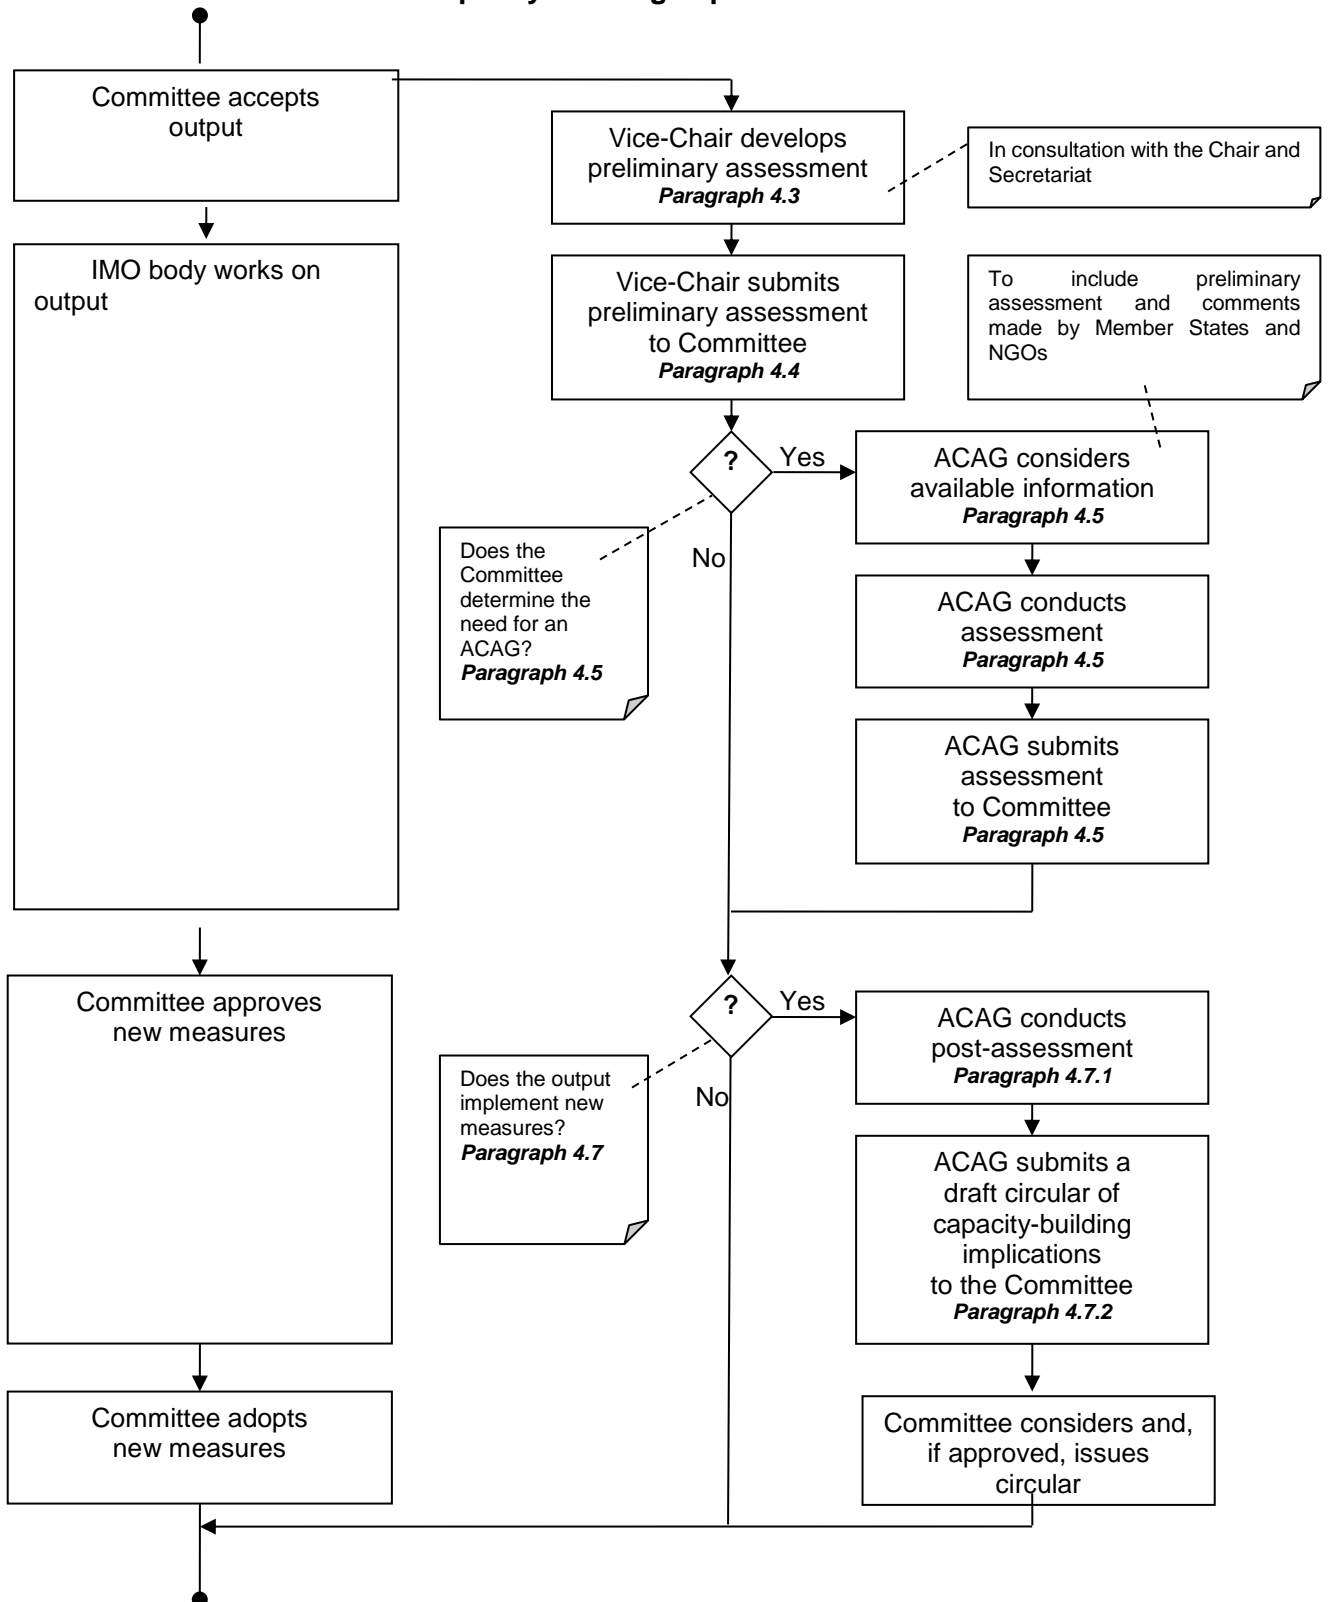 Committee accepts
output
Vice-Chair develops
preliminary assessment
Paragraph 4.3
In consultation with the Chair and
Secretariat
IMO body works on
output
Vice-Chair submits
preliminary assessment
to Committee
Paragraph 4.4
To include preliminary
assessment and comments
made by Member States and
NGOs
?
Yes
No
ACAG considers
available information
Paragraph 4.5
Does the
Committee
determine the
need for an
ACAG?
Paragraph 4.5
ACAG conducts
assessment
Paragraph 4.5
ACAG submits
assessment
to Committee
Paragraph 4.5
Committee approves
new measures
?
Yes
No
ACAG conducts
post-assessment
Paragraph 4.7.1
Does the output
implement new
measures?
Paragraph 4.7
ACAG submits a
draft circular of
capacity-building
implications
to the Committee
Paragraph 4.7.2
Committee adopts
new measures
Committee considers and,
if approved, issues
circular